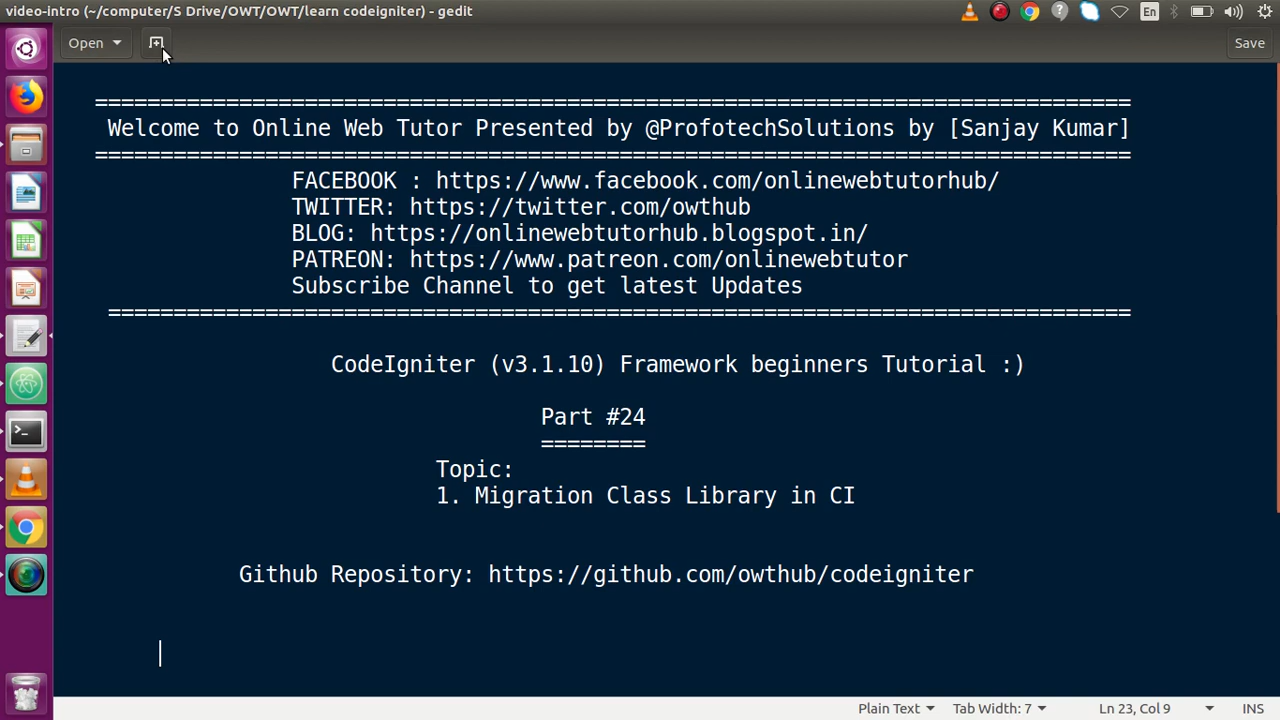 video-intro (~/computer/S Drive/OWT/OWT/learn codeigniter) - gedit
En
Open
Save
================================================================================
Welcome to Online Web Tutor Presented by @ProfotechSolutions by [Sanjay Kumar]
================================================================================
FACEBOOK : https://www.facebook.com/onlinewebtutorhub/
TWITTER: https://twitter.com/owthub
BLOG: https://onlinewebtutorhub.blogspot.in/
PATREON: https://www.patreon.com/onlinewebtutor
Subscribe Channel to get latest Updates
==============================================================================
CodeIgniter (v3.1.10) Framework beginners Tutorial :)
Part #24
========
Topic:
1. Migration Class Library in CI
Github Repository: https://github.com/owthub/codeigniter
Plain Text Tab Width: 7 Ln 23, Col 9 INS